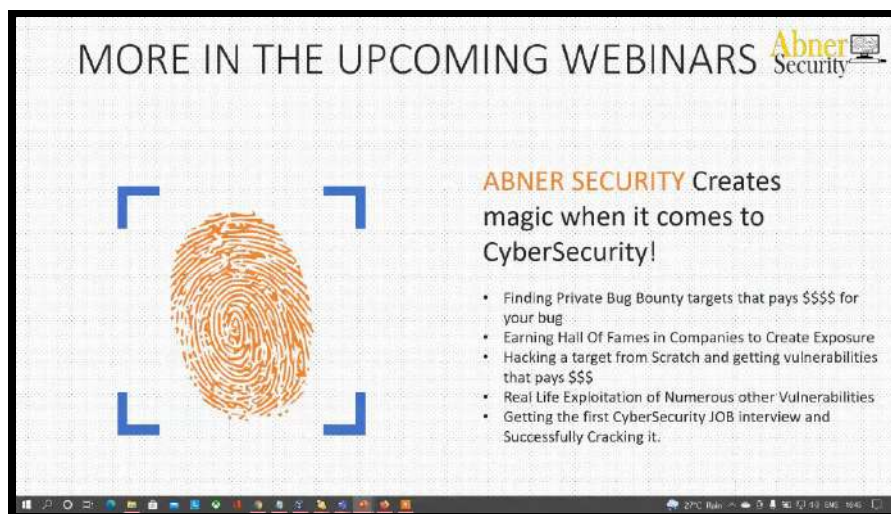 MORE IN THE UPCOMING WEBINARS
Abner
Security
ABNER SECURITY Creates
magic when it comes to
CyberSecurity!
• Finding Private Bug Bounty targets that pays $$$$ for
your bug
• Earning Hall Of Fames in Companies to Create Exposure
• Hacking a target from Scratch and getting vulnerabilities
that pays $$$
• Real Life Exploitation of Numerous other Vulnerabilities
• Getting the first CyberSecurity JOB interview and
Successfully Cracking it.
27°C Rain ENG